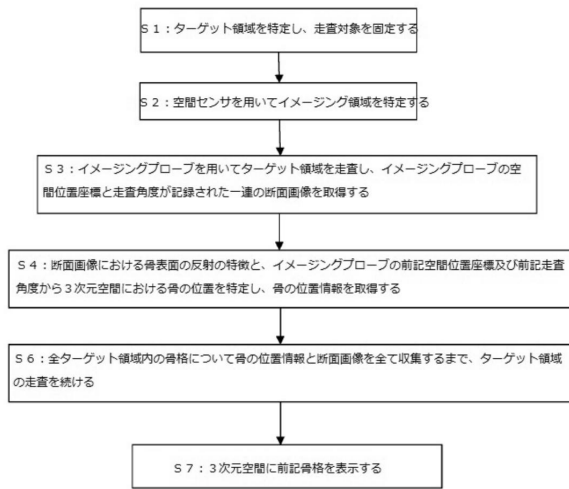 S1：ターゲット領域を特定し、走査対象を固定する
S2：空間センサを用いてイメージング領域を特定する
S3：イメージングプローブを用いてターゲット領域を走査し、イメージングプローブの空
間位置座標と走査角度が記録された一連の断面画像を取得する
S4：断面画像における骨表面の反射の特徴と、イメージングプローブの前記空間位置座標及び前記走査
角度から3次元空間における骨の位置を特定し、骨の位置情報を取得する
S6：全ターゲット領域内の骨格について骨の位置情報と断面画像を全て収集するまで、ターゲット領域
の走査を続ける
S7：3次元空間に前記骨格を表示する